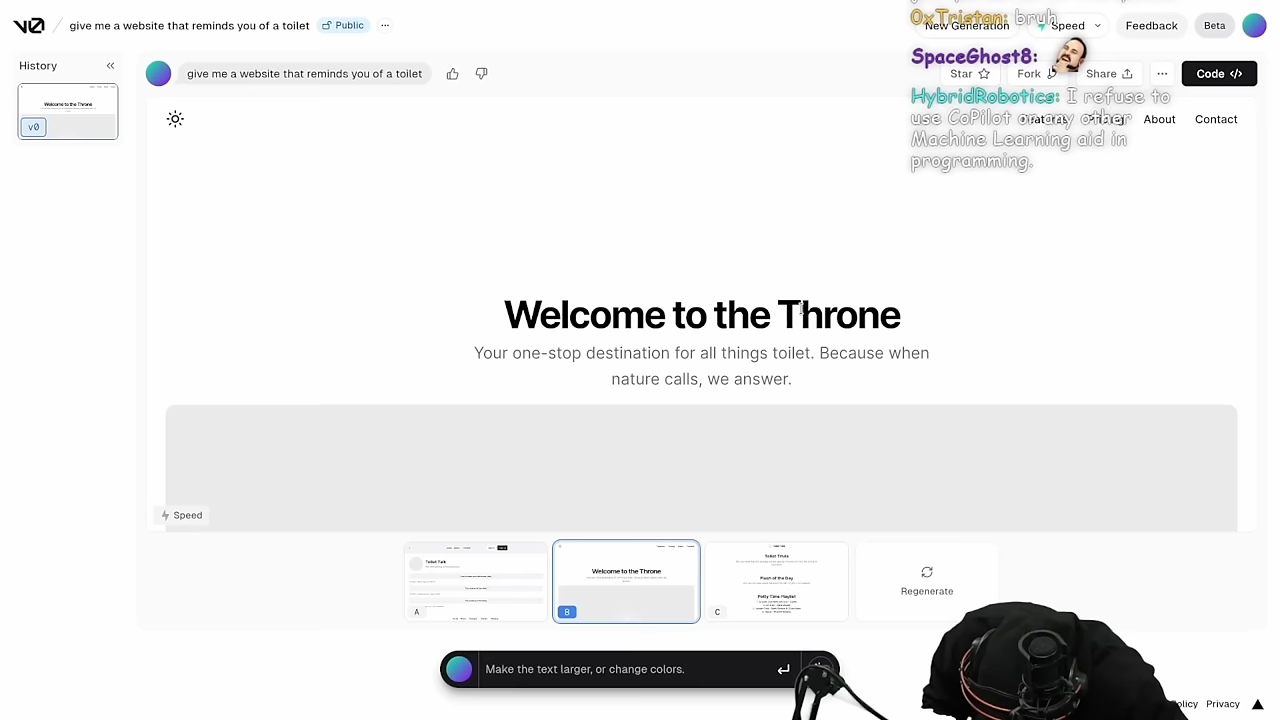 v0 / give me a website that reminds you of a toilet Public ...
New Generation Speed Feedback Beta
OxTristan: bruh
SpaceGhost8:
HybridRobotics: I refuse to
use CoPilot or any other
Machine Learning aid in
programming.
History
v0
give me a website that reminds you of a toilet
Star Fork Share ... Code </>
About Contact
Welcome to the Throne
Your one-stop destination for all things toilet. Because when
nature calls, we answer.
Speed
Toilet Talk
A
Welcome to the Throne
B
Toilet Trivia
Flush of the Day
Potty Time Playlist
C
Regenerate
Make the text larger, or change colors.
Privacy